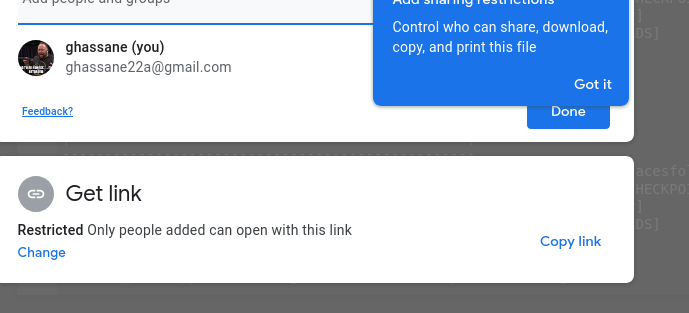 Add people and groups
Add sharing restrictions
Control who can share, download,
copy, and print this file
Got it
ghassane (you)
ghassane22a@gmail.com
Feedback?
Done
Get link
Restricted Only people added can open with this link
Change
Copy link